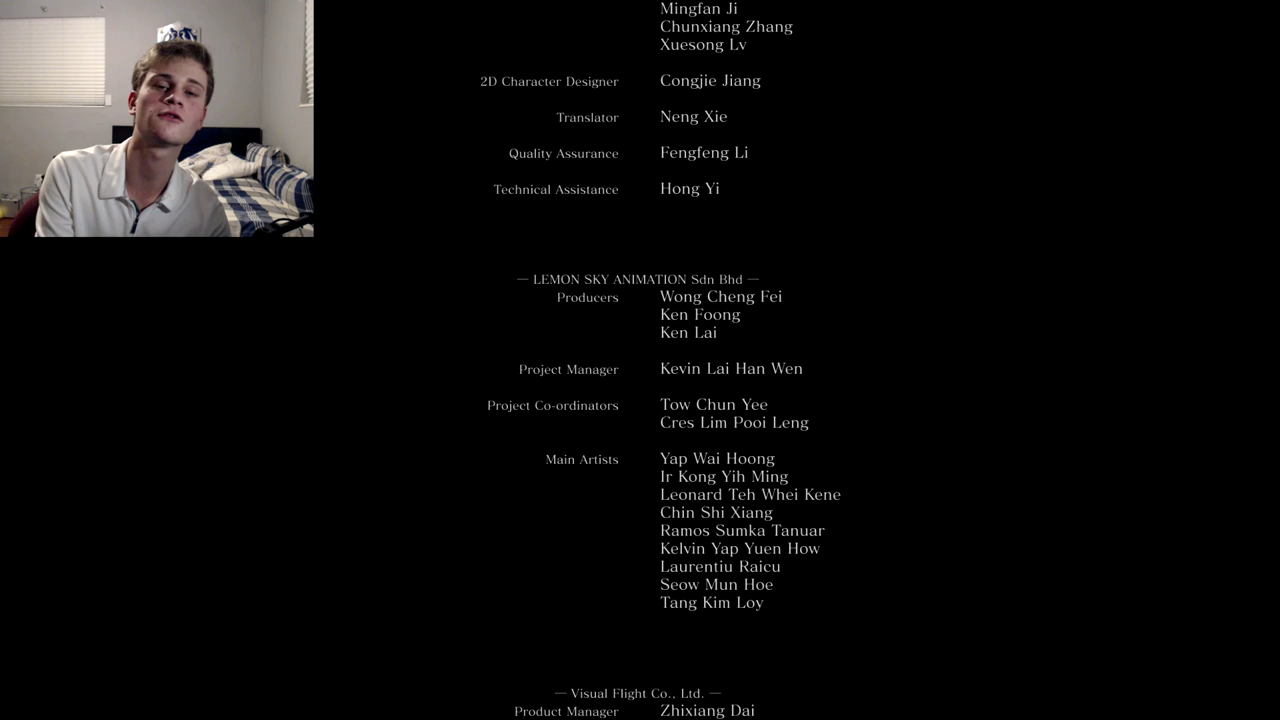 Mingfan Ji
Chunxiang Zhang
Xuesong Lv
2D Character Designer Congjie Jiang
Translator Neng Xie
Quality Assurance Fengfeng Li
Technical Assistance Hong Yi
— LEMON SKY ANIMATION Sdn Bhd —
Producers Wong Cheng Fei
Ken Foong
Ken Lai
Project Manager Kevin Lai Han Wen
Project Co-ordinators Tow Chun Yee
Cres Lim Pooi Leng
Main Artists Yap Wai Hoong
Ir Kong Yih Ming
Leonard Teh Whei Kene
Chin Shi Xiang
Ramos Sumka Tanuar
Kelvin Yap Yuen How
Laurentiu Raicu
Seow Mun Hoe
Tang Kim Loy
— Visual Flight Co., Ltd. —
Product Manager Zhixiang Dai